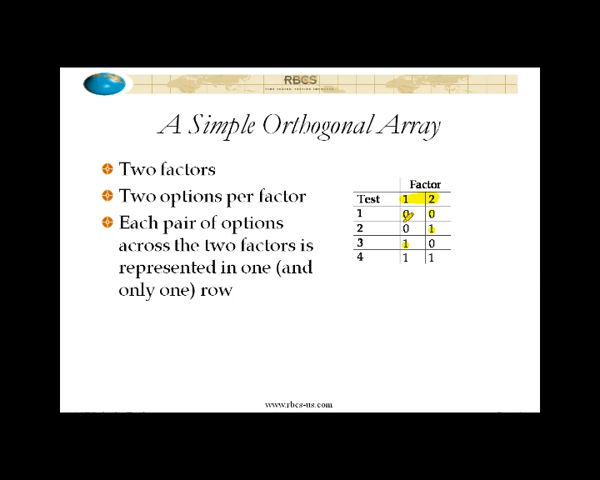 RBCS
A Simple Orthogonal Array
Two factors
Two options per factor
Each pair of options
across the two factors is
represented in one (and
only one) row
Factor
Test 1 2
1 0 0
2 0 1
3 1 0
4 1 1
www.rbcs-us.com